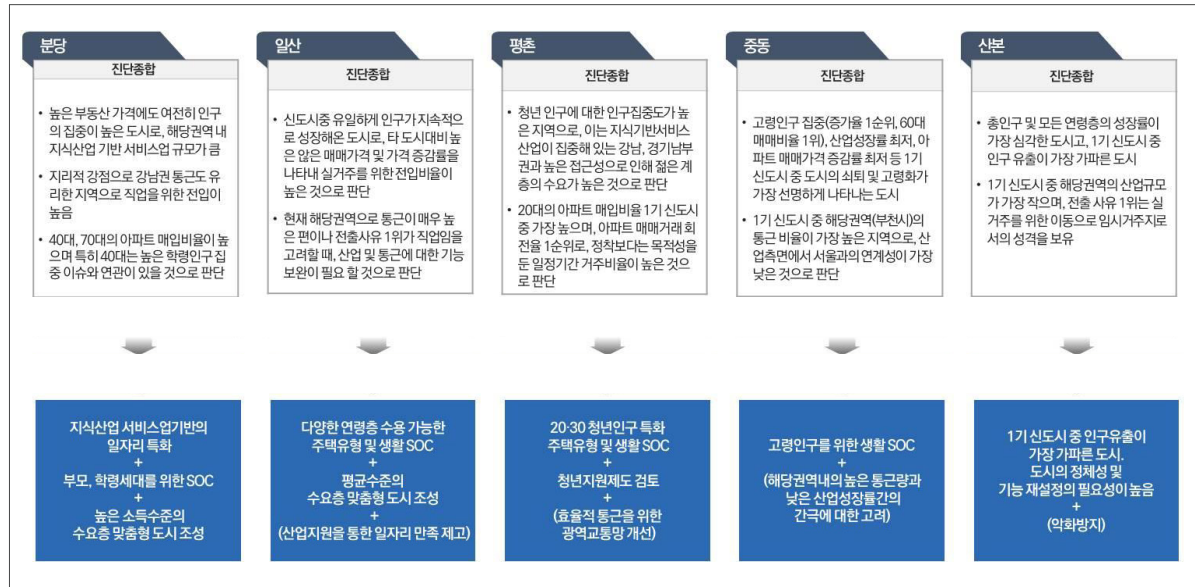 분당
진단종합
• 높은 부동산 가격에도 여전히 인구
의 집중이 높은 도시로, 해당권역 내
지식산업 기반 서비스업 규모가 큼
• 지리적 강점으로 강남권 통근도 유
리한 지역으로 직업을 위한 전입이
높음
• 40대, 70대의 아파트 매입비율이 높
으며 특히 40대는 높은 학령인구 집
중 이슈와 연관이 있을 것으로 판단
지식산업 서비스업기반의
일자리 특화
+
부모, 학령세대를 위한 SOC
+
높은 소득수준의
수요층 맞춤형 도시 조성
일산
진단종합
• 신도시중 유일하게 인구가 지속적으
로 성장해온 도시로, 타 도시대비 높
은 않은 매매가격 및 가격 증감률을
나타내 실거주를 위한 전입비율이
높은 것으로 판단
• 현재 해당권역으로 통근이 매우 높
은 편이나 전출사유 1위가 직업임을
고려할 때, 산업 및 통근에 대한 기능
보완이 필요 할 것으로 판단
다양한 연령층 수용 가능한
주택유형 및 생활 SOC
+
평균수준의
수요층 맞춤형 도시 조성
+
(산업지원을 통한 일자리 만족 제고)
평촌
진단종합
• 청년 인구에 대한 인구집중도가 높
은 지역으로, 이는 지식기반서비스
산업이 집중해 있는 강남, 경기남부
권과 높은 접근성으로 인해 젊은 계
층의 수요가 높은 것으로 판단
• 20대의 아파트 매입비율 1기 신도시
중 가장 높으며, 아파트 매매거래 회
전율 1순위로, 정착보다는 목적성을
둔 일정기간 거주비율이 높은 것으
로 판단
20·30 청년인구 특화
주택유형 및 생활 SOC
+
청년지원제도 검토
+
(효율적 통근을 위한
광역교통망 개선)
중동
진단종합
• 고령인구 집중(증가율 1순위, 60대
매매비율 1위), 산업성장률 최저, 아
파트 매매가격 증감률 최저 등 1기
신도시 중 도시의 쇠퇴 및 고령화가
가장 선명하게 나타나는 도시
• 1기 신도시 중 해당권역(부천시)의
통근 비율이 가장 높은 지역으로, 산
업측면에서 서울과의 연계성이 가장
낮은 것으로 판단
고령인구를 위한 생활 SOC
+
(해당권역내의 높은 통근량과
낮은 산업성장률간의
간극에 대한 고려)
산본
진단종합
• 총인구 및 모든 연령층의 성장률이
가장 심각한 도시고, 1기 신도시 중
인구 유출이 가장 가파른 도시
• 1기 신도시 중 해당권역의 산업규모
가 가장 작으며, 전출 사유 1위는 실
거주를 위한 이동으로 임시거주지로
서의 성격을 보유
1기 신도시 중 인구유출이
가장 가파른 도시.
도시의 정체성 및
기능 재설정의 필요성이 높음
+
(악화방지)